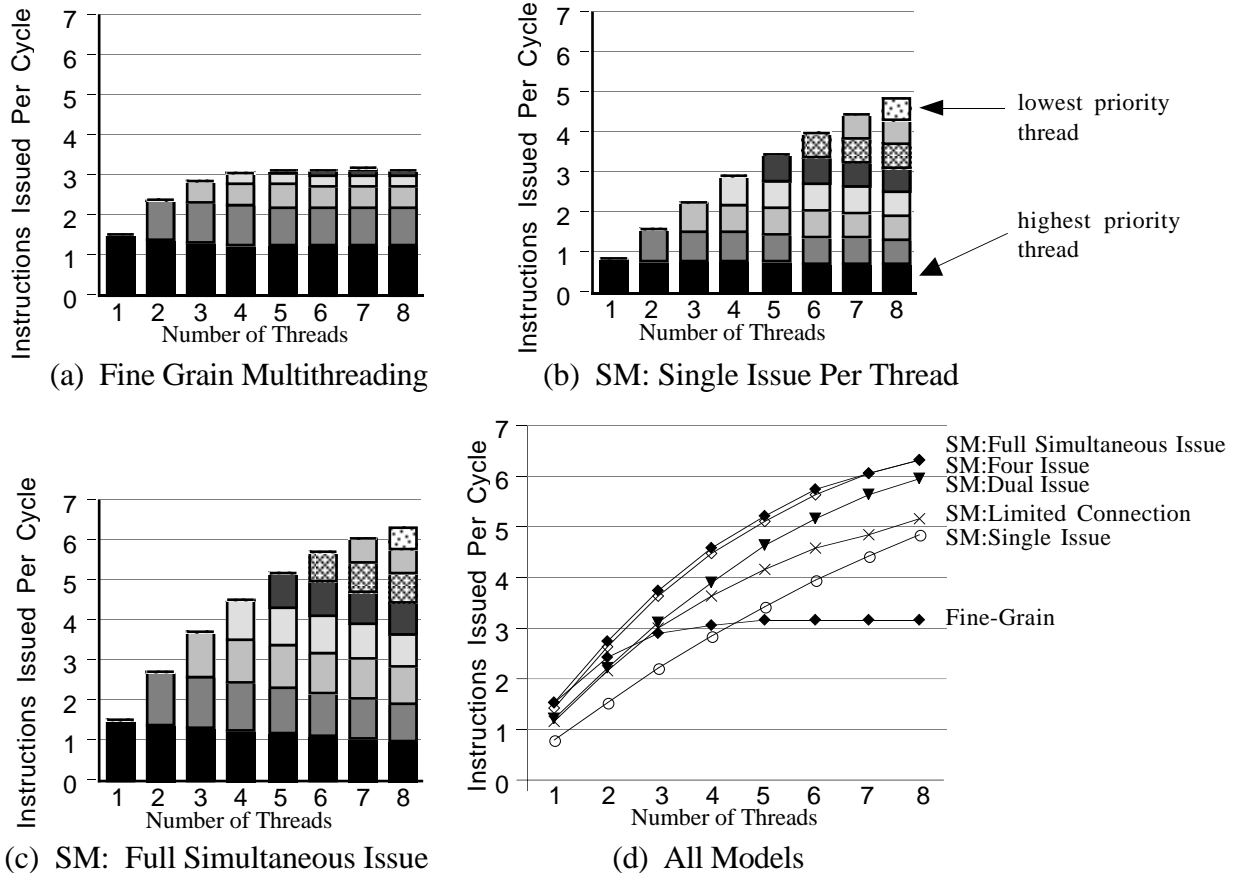 Instructions Issued Per Cycle
7
6
5
4
3
2
1
0
1 2 3 4 5 6 7 8
Number of Threads
(a) Fine Grain Multithreading
Instructions Issued Per Cycle
7
6
5
4
3
2
1
0
1 2 3 4 5 6 7 8
Number of Threads
lowest priority
thread
highest priority
thread
(b) SM: Single Issue Per Thread
Instructions Issued Per Cycle
7
6
5
4
3
2
1
0
1 2 3 4 5 6 7 8
Number of Threads
(c) SM: Full Simultaneous Issue
Instructions Issued Per Cycle
7
6
5
4
3
2
1
0
1 2 3 4 5 6 7 8
Number of Threads
SM:Full Simultaneous Issue
SM:Four Issue
SM:Dual Issue
SM:Limited Connection
SM:Single Issue
Fine-Grain
(d) All Models